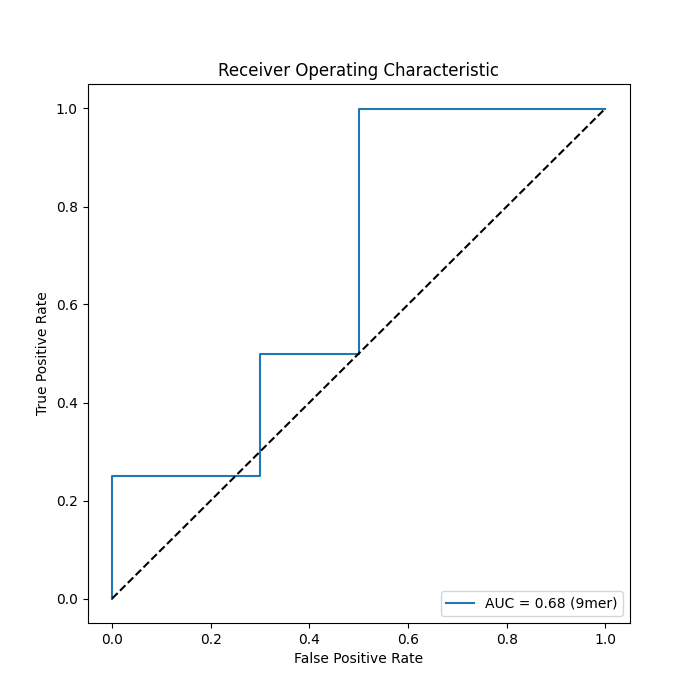 Receiver Operating Characteristic
1.0
0.8
0.6
0.4
0.2
0.0
True Positive Rate
AUC = 0.68 (9mer)
0.0 0.2 0.4 0.6 0.8 1.0
False Positive Rate